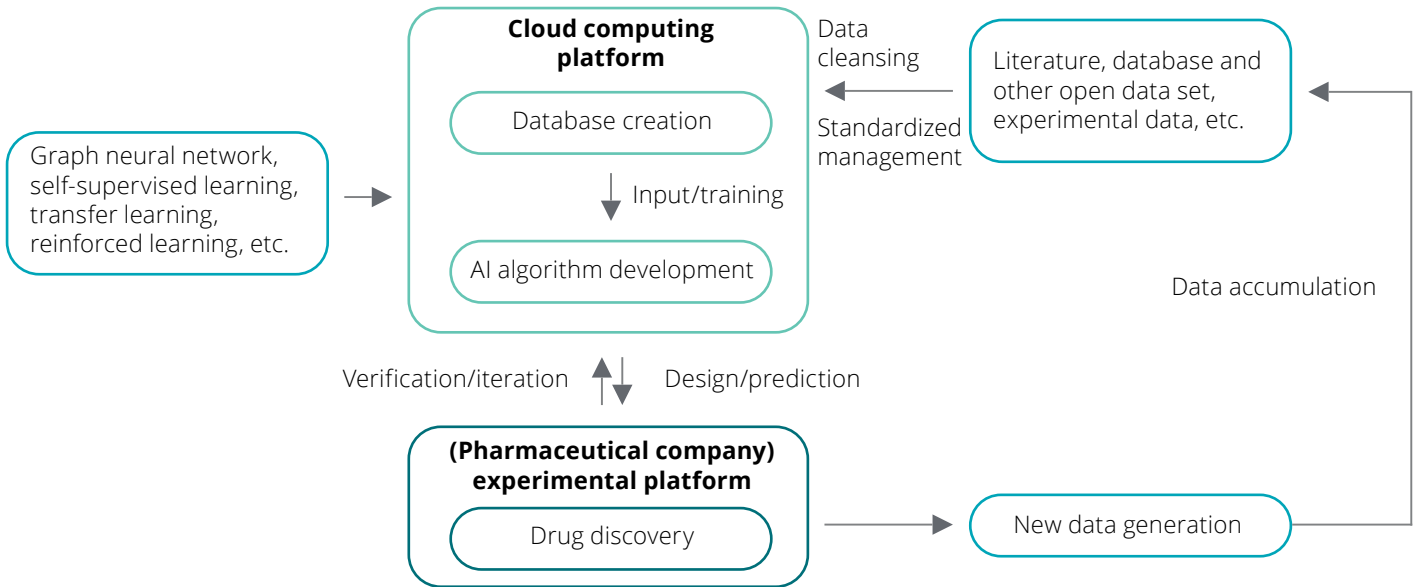 Cloud computing
platform
Database creation
Input/training
AI algorithm development
Graph neural network,
self-supervised learning,
transfer learning,
reinforced learning, etc.
Data
cleansing
Standardized
management
Literature, database and
other open data set,
experimental data, etc.
Data accumulation
Verification/iteration
Design/prediction
(Pharmaceutical company)
experimental platform
Drug discovery
New data generation